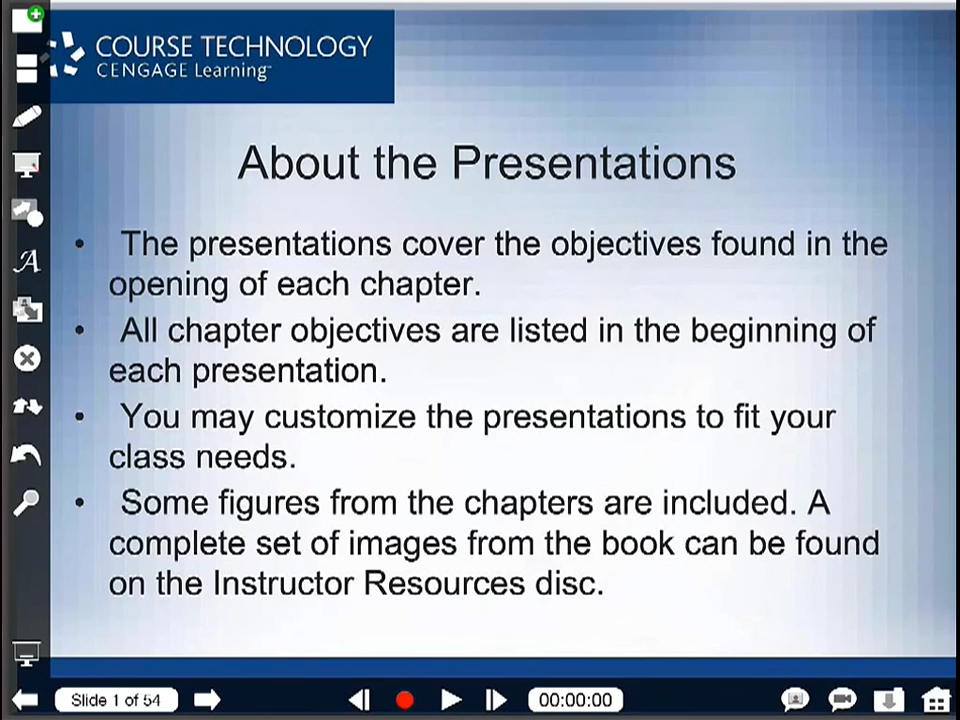 COURSE TECHNOLOGY
CENGAGE Learning™
About the Presentations
• The presentations cover the objectives found in the
opening of each chapter.
• All chapter objectives are listed in the beginning of
each presentation.
• You may customize the presentations to fit your
class needs.
• Some figures from the chapters are included. A
complete set of images from the book can be found
on the Instructor Resources disc.
A
Slide 1 of 54
00:00:00